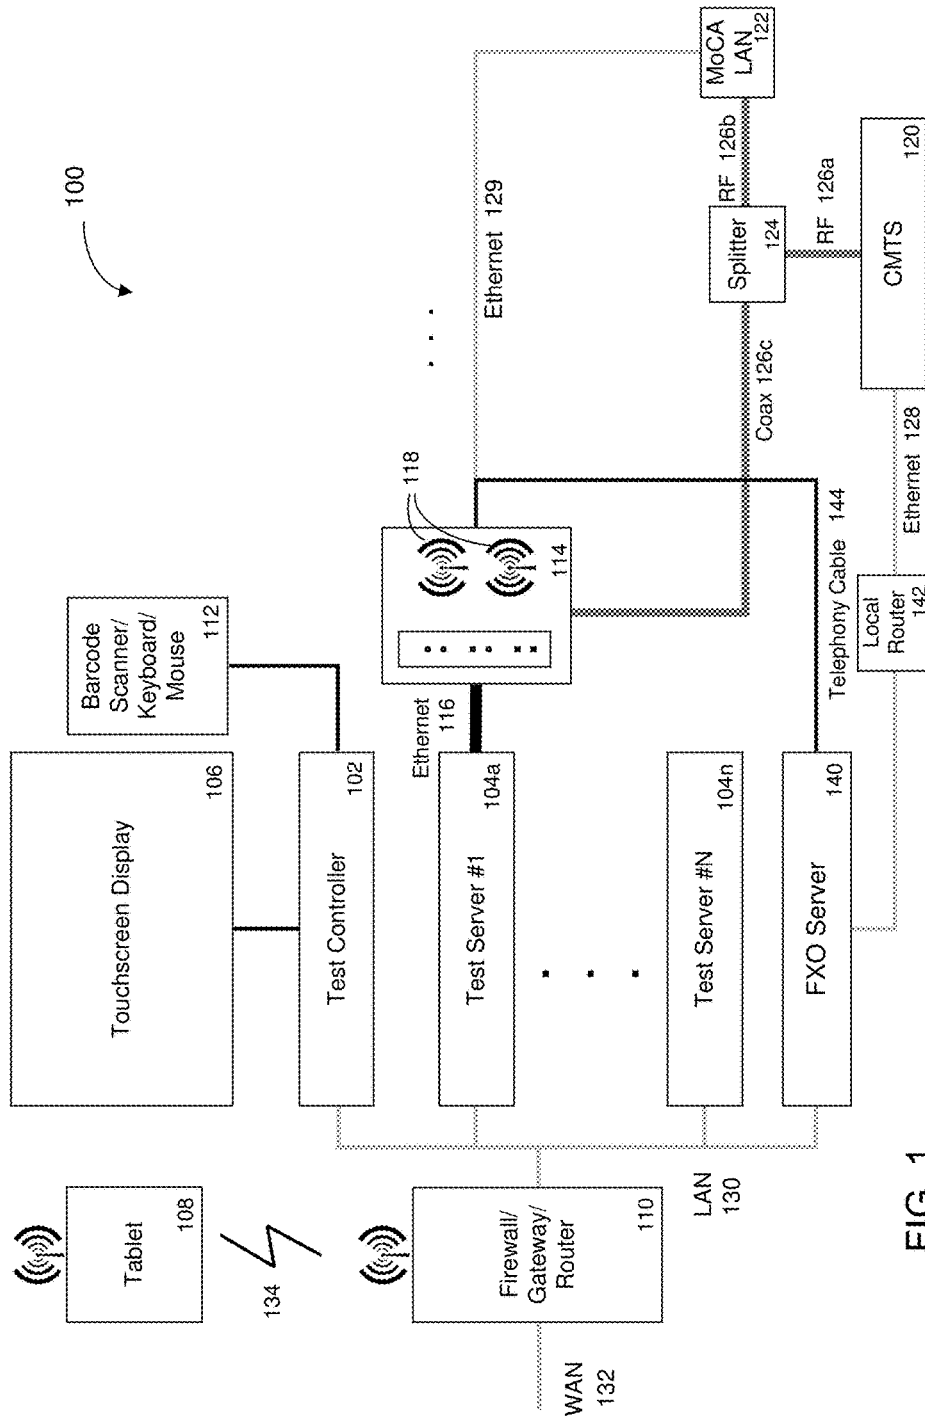 100
Tablet
108
134
Firewall/
Gateway/
Router
110
WAN
132
LAN
130
Touchscreen Display
106
Test Controller
102
Barcode
Scanner/
Keyboard/
Mouse
112
Test Server #1
104a
Test Server #N
104n
FXO Server
140
Ethernet
116
114
118
Ethernet 129
Coax 126c
Telephony Cable 144
Local
Router
142
Ethernet 128
Splitter
124
RF 126b
RF 126a
MoCA
LAN
122
CMTS
120
FIG. 1